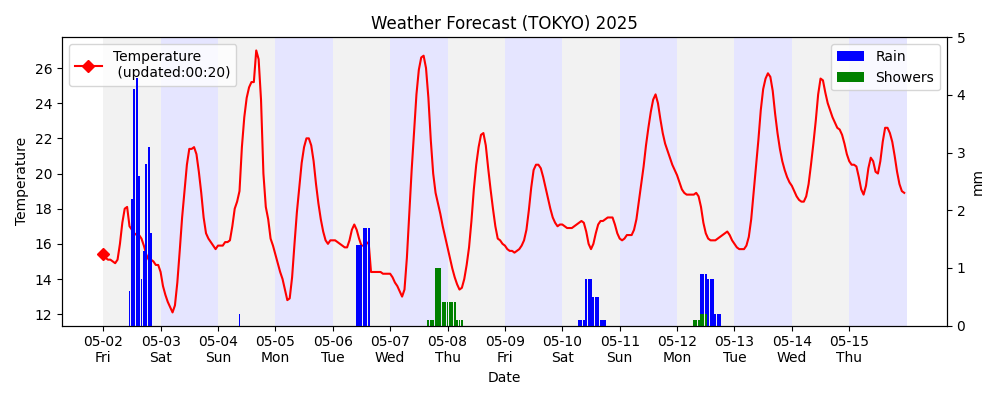 Weather Forecast (TOKYO) 2025
Temperature
(updated:00:20)
Rain
Showers
Temperature
26
24
22
20
18
16
14
12
5
4
3
2
1
0
mm
05-02 05-03 05-04 05-05 05-06 05-07 05-08 05-09 05-10 05-11 05-12 05-13 05-14 05-15
Fri Sat Sun Mon Tue Wed Thu Fri Sat Sun Mon Tue Wed Thu
Date